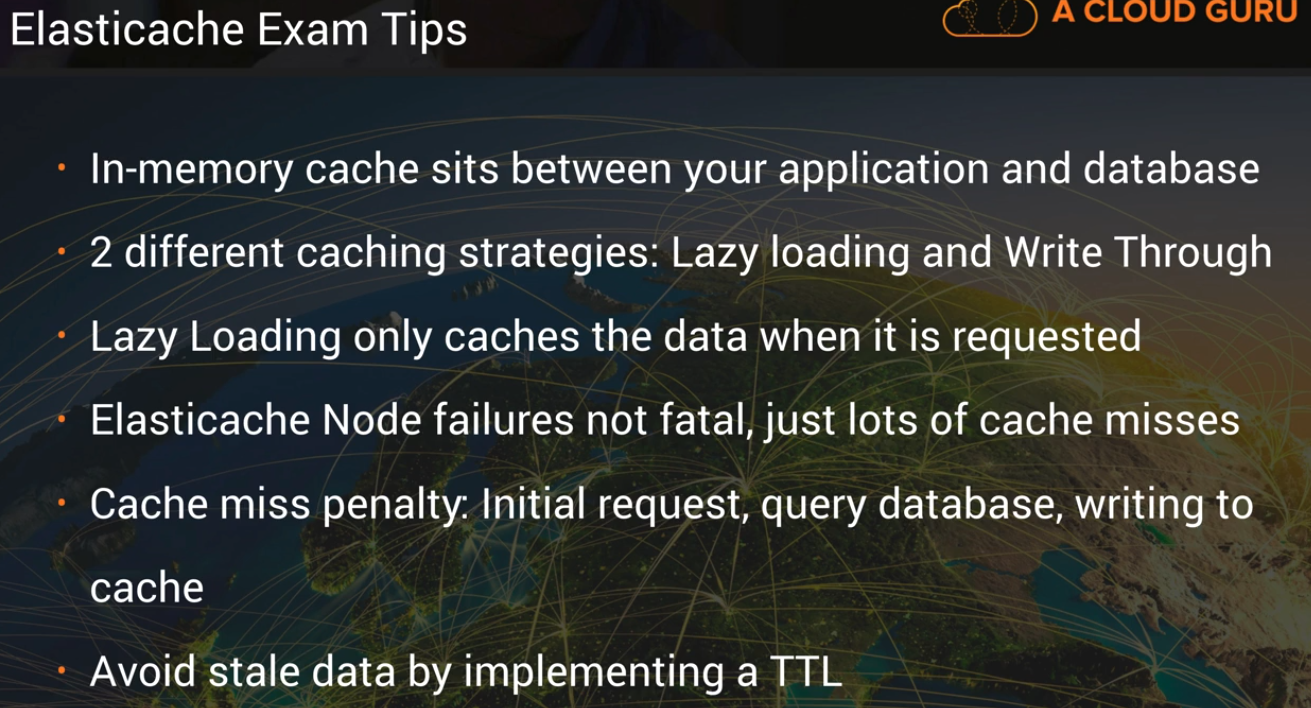 Elasticache Exam Tips
A CLOUD GURU
• In-memory cache sits between your application and database
• 2 different caching strategies: Lazy loading and Write Through
• Lazy Loading only caches the data when it is requested
• Elasticache Node failures not fatal, just lots of cache misses
• Cache miss penalty: Initial request, query database, writing to
cache
• Avoid stale data by implementing a TTL